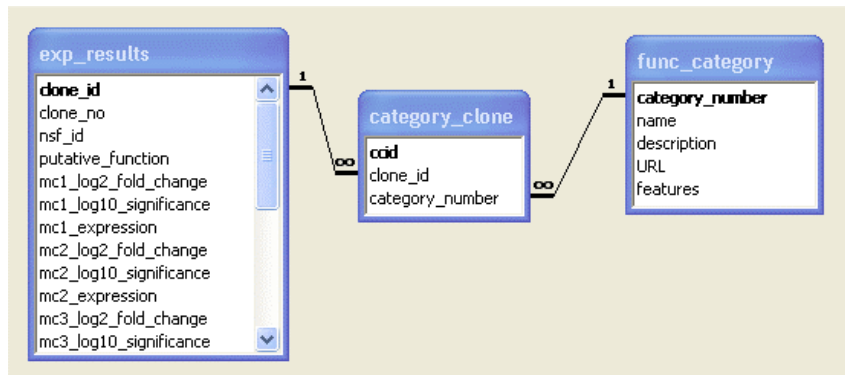 exp_results
clone_id
clone_no
nsf_id
putative_function
mc1_log2_fold_change
mc1_log10_significance
mc1_expression
mc2_log2_fold_change
mc2_log10_significance
mc2_expression
mc3_log2_fold_change
mc3_log10_significance
1
∞
category_clone
ccid
clone_id
category_number
∞
1
func_category
category_number
name
description
URL
features